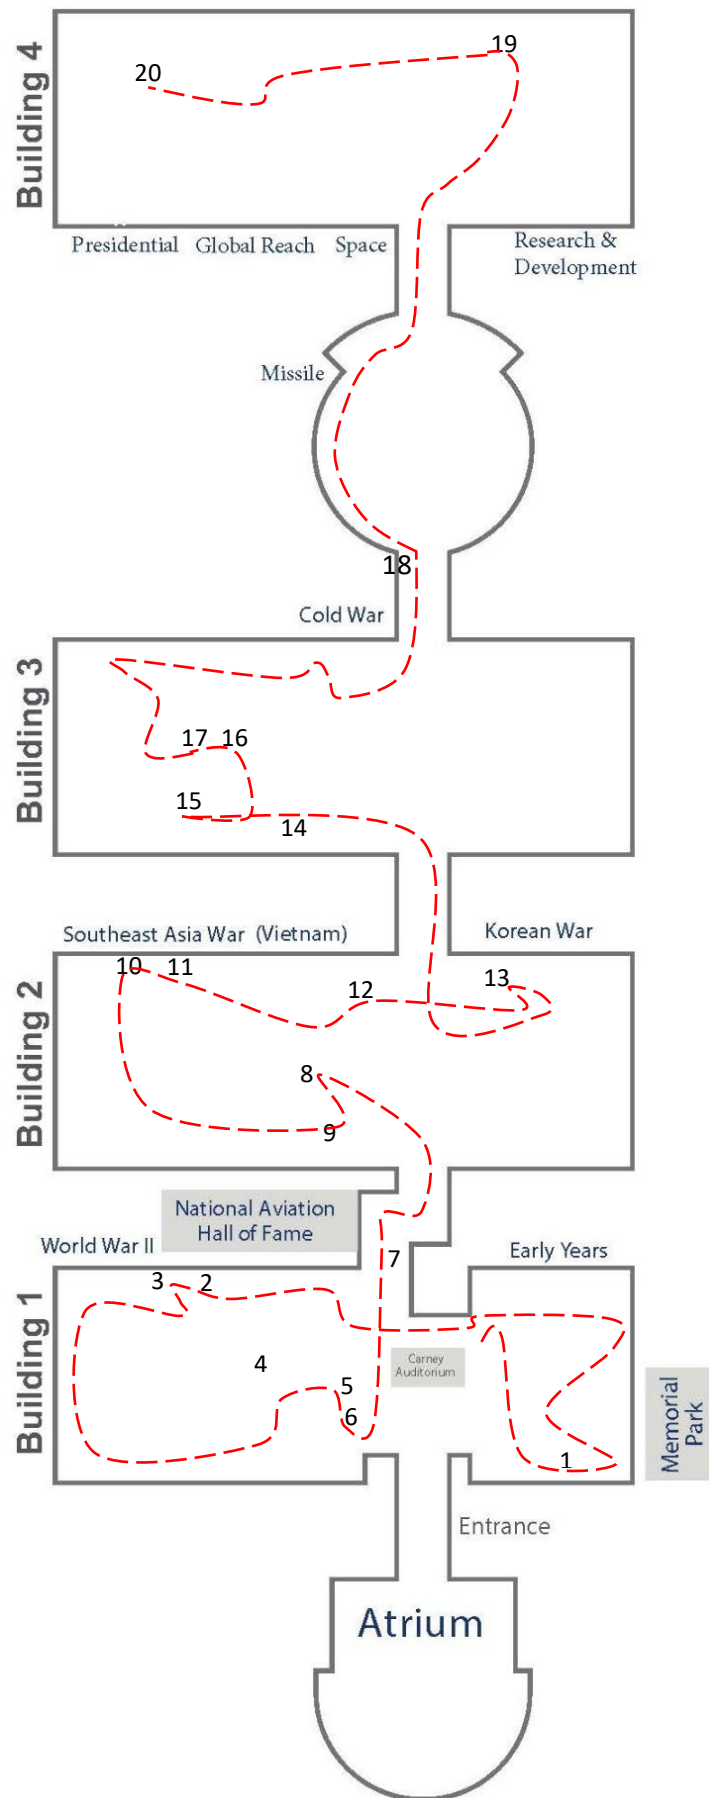 Building 4
19
20
Presidential
Global Reach
Space
Research &
Development
Missile
18
Cold War
Building 3
17
16
15
14
Southeast Asia War (Vietnam)
Korean War
Building 2
10
11
12
13
8
9
National Aviation
Hall of Fame
World War II
7
Early Years
Building 1
3
2
4
5
6
Carney
Auditorium
1
Memorial
Park
Entrance
Atrium